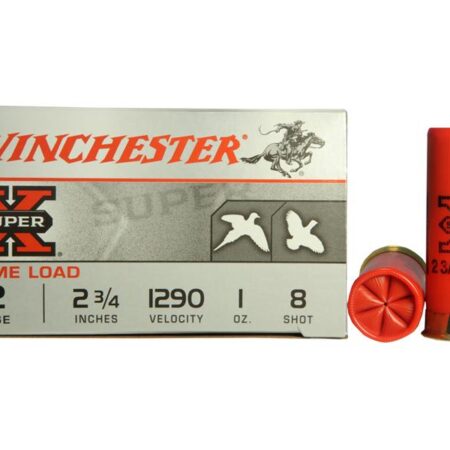 WINCHESTER
SUPER
X
SUPER
ME LOAD
2 2 3/4 1290 1 8
GE INCHES VELOCITY OZ. SHOT
X
2 3/4